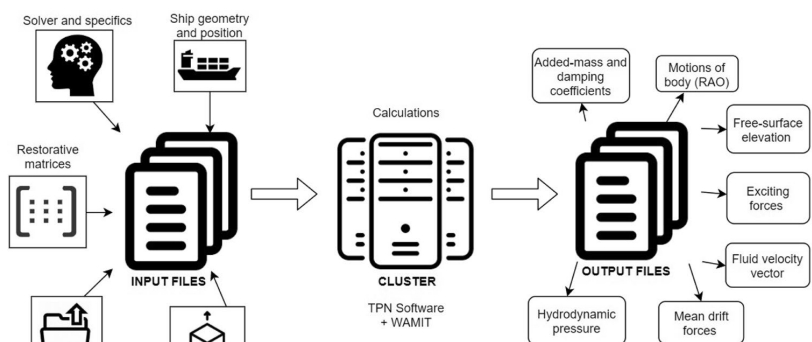 Solver and specifics
Ship geometry
and position
Restorative
matrices
INPUT FILES
Calculations
CLUSTER
TPN Software
+ WAMIT
Added-mass and
damping
coefficients
Motions of
body (RAO)
Free-surface
elevation
Exciting
forces
Fluid velocity
vector
Mean drift
forces
Hydrodynamic
pressure
OUTPUT FILES